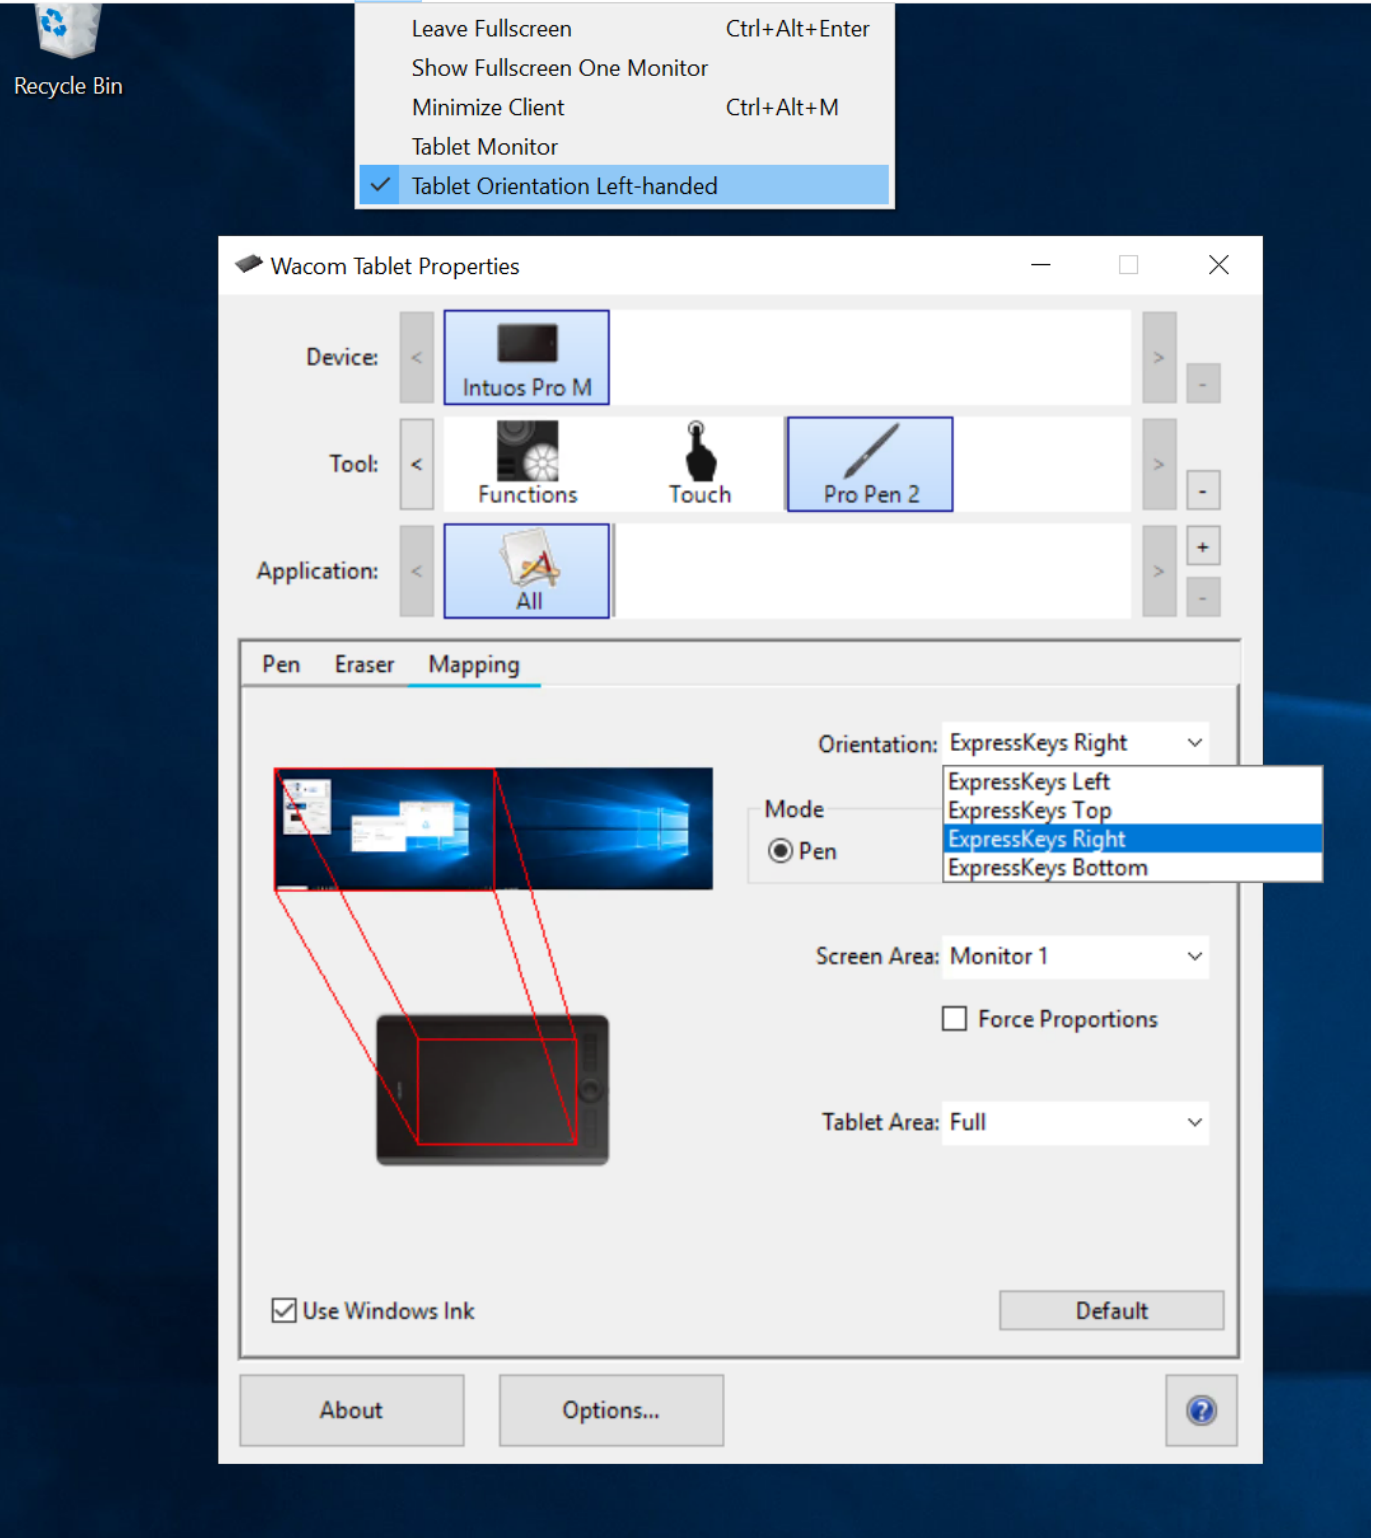 Leave Fullscreen Ctrl+Alt+Enter
Recycle Bin
Show Fullscreen One Monitor
Minimize Client Ctrl+Alt+M
Tablet Monitor
Tablet Orientation Left-handed
Wacom Tablet Properties
Device: < Intuos Pro M > -
Tool: < Functions Touch Pro Pen 2 > -
Application: < All > + -
Pen Eraser Mapping
Orientation: ExpressKeys Right
ExpressKeys Left
ExpressKeys Top
ExpressKeys Right
ExpressKeys Bottom
Mode
Pen
Screen Area: Monitor 1
Force Proportions
Tablet Area: Full
Use Windows Ink Default
About Options... ?